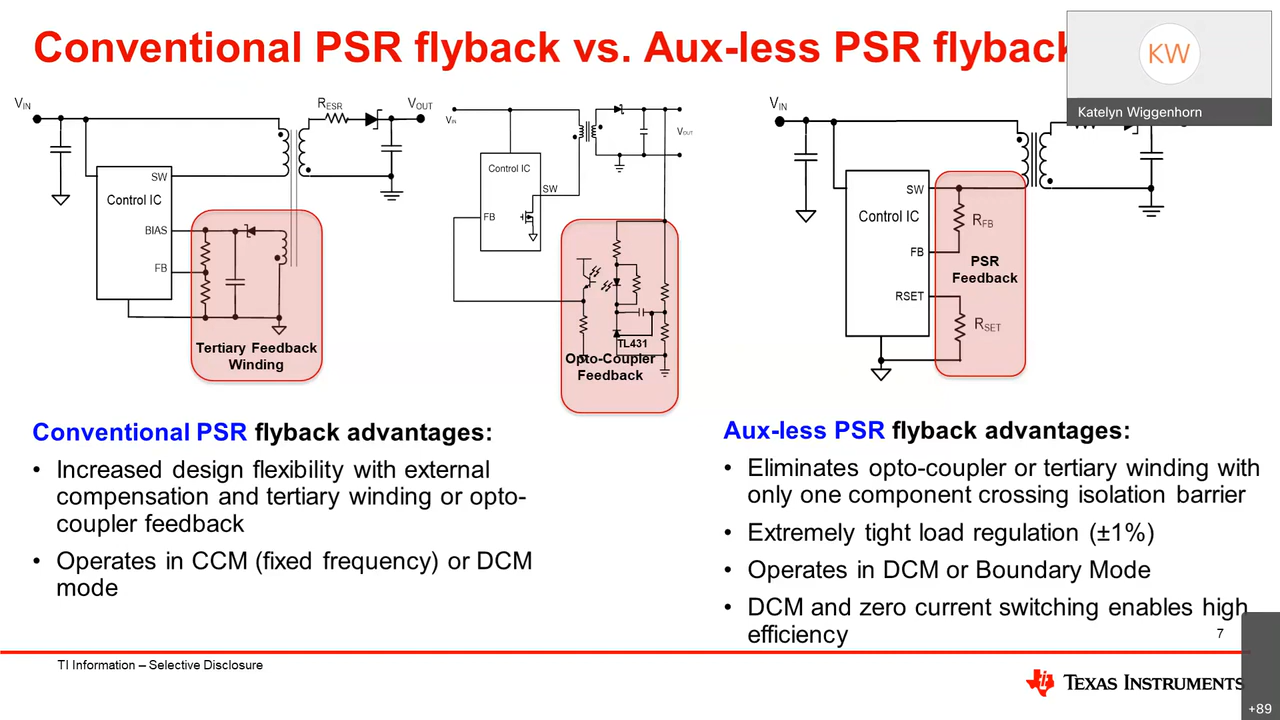 Conventional PSR flyback vs. Aux-less PSR flyback
KW
Katelyn Wiggenhorn
VIN
RESR
VOUT
SW
Control IC
BIAS
FB
Tertiary Feedback
Winding
VIN
VOUT
Control IC
SW
FB
TL431
Opto-Coupler
Feedback
VIN
SW
Control IC
RFB
FB
PSR
Feedback
RSET
RSET
Conventional PSR flyback advantages:
• Increased design flexibility with external
compensation and tertiary winding or opto-
coupler feedback
• Operates in CCM (fixed frequency) or DCM
mode
Aux-less PSR flyback advantages:
• Eliminates opto-coupler or tertiary winding with
only one component crossing isolation barrier
• Extremely tight load regulation (±1%)
• Operates in DCM or Boundary Mode
• DCM and zero current switching enables high
efficiency
7
TI Information – Selective Disclosure
TEXAS INSTRUMENTS
+89